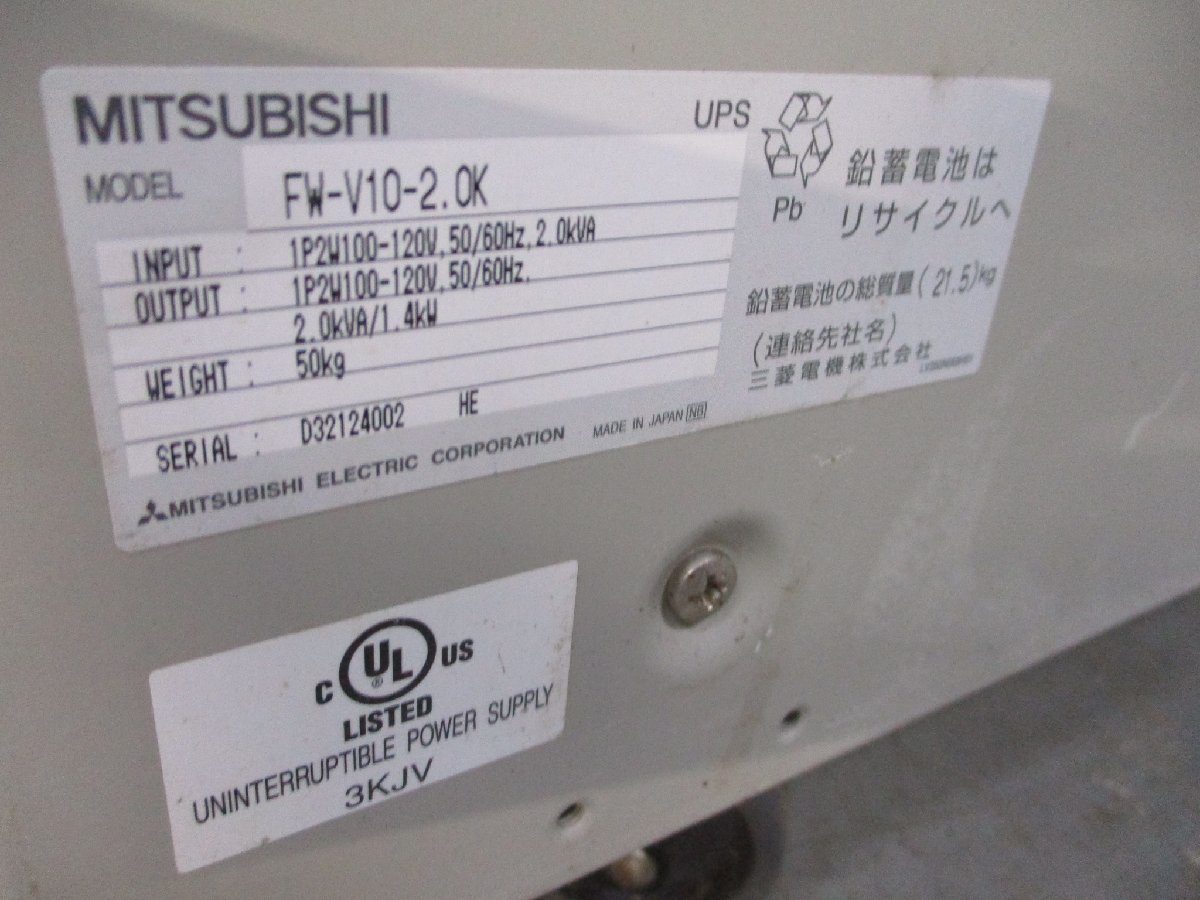 MITSUBISHI
UPS
MODEL FW-V10-2.0K
INPUT : 1P2W100-120V,50/60Hz,2.0kVA
OUTPUT : 1P2W100-120V,50/60Hz.
2.0kVA/1.4kW
WEIGHT : 50kg
SERIAL : D32124002 HE
MITSUBISHI ELECTRIC CORPORATION MADE IN JAPAN NB
Pb
鉛蓄電池は
リサイクルへ
鉛蓄電池の総質量(21.5)kg
(連絡先社名)
三菱電機株式会社
C UL US
®
LISTED
UNINTERRUPTIBLE POWER SUPPLY
3KJV